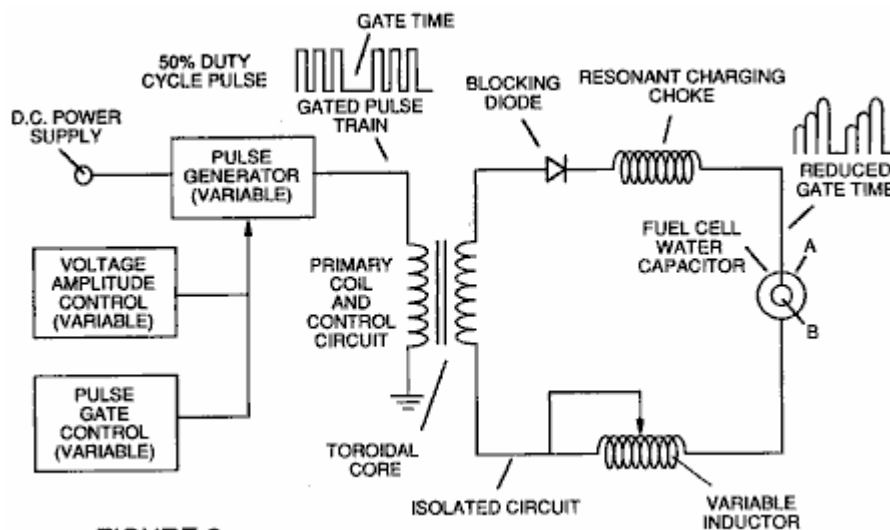 GATE TIME
50% DUTY
CYCLE PULSE
GATED PULSE
TRAIN
BLOCKING
DIODE
RESONANT CHARGING
CHOKE
D.C. POWER
SUPPLY
PULSE
GENERATOR
(VARIABLE)
REDUCED
GATE TIME
FUEL CELL
WATER
CAPACITOR
A
B
VOLTAGE
AMPLITUDE
CONTROL
(VARIABLE)
PRIMARY
COIL
AND
CONTROL
CIRCUIT
PULSE
GATE
CONTROL
(VARIABLE)
TOROIDAL
CORE
ISOLATED CIRCUIT
VARIABLE
INDUCTOR